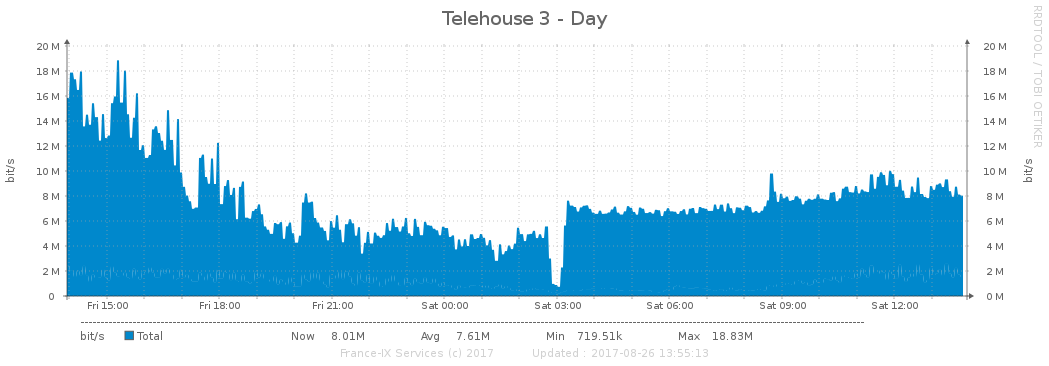 Telehouse 3 - Day
RRDTOOL / TOBI OETIKER
bit/s
20 M 20 M
18 M 18 M
16 M 16 M
14 M 14 M
12 M 12 M
10 M 10 M
8 M 8 M
6 M 6 M
4 M 4 M
2 M 2 M
0 0 M
bit/s
Fri 15:00 Fri 18:00 Fri 21:00 Sat 00:00 Sat 03:00 Sat 06:00 Sat 09:00 Sat 12:00
bit/s Total Now 8.01M Avg 7.61M Min 719.51k Max 18.83M
France-IX Services (c) 2017 Updated : 2017-08-26 13:55:13